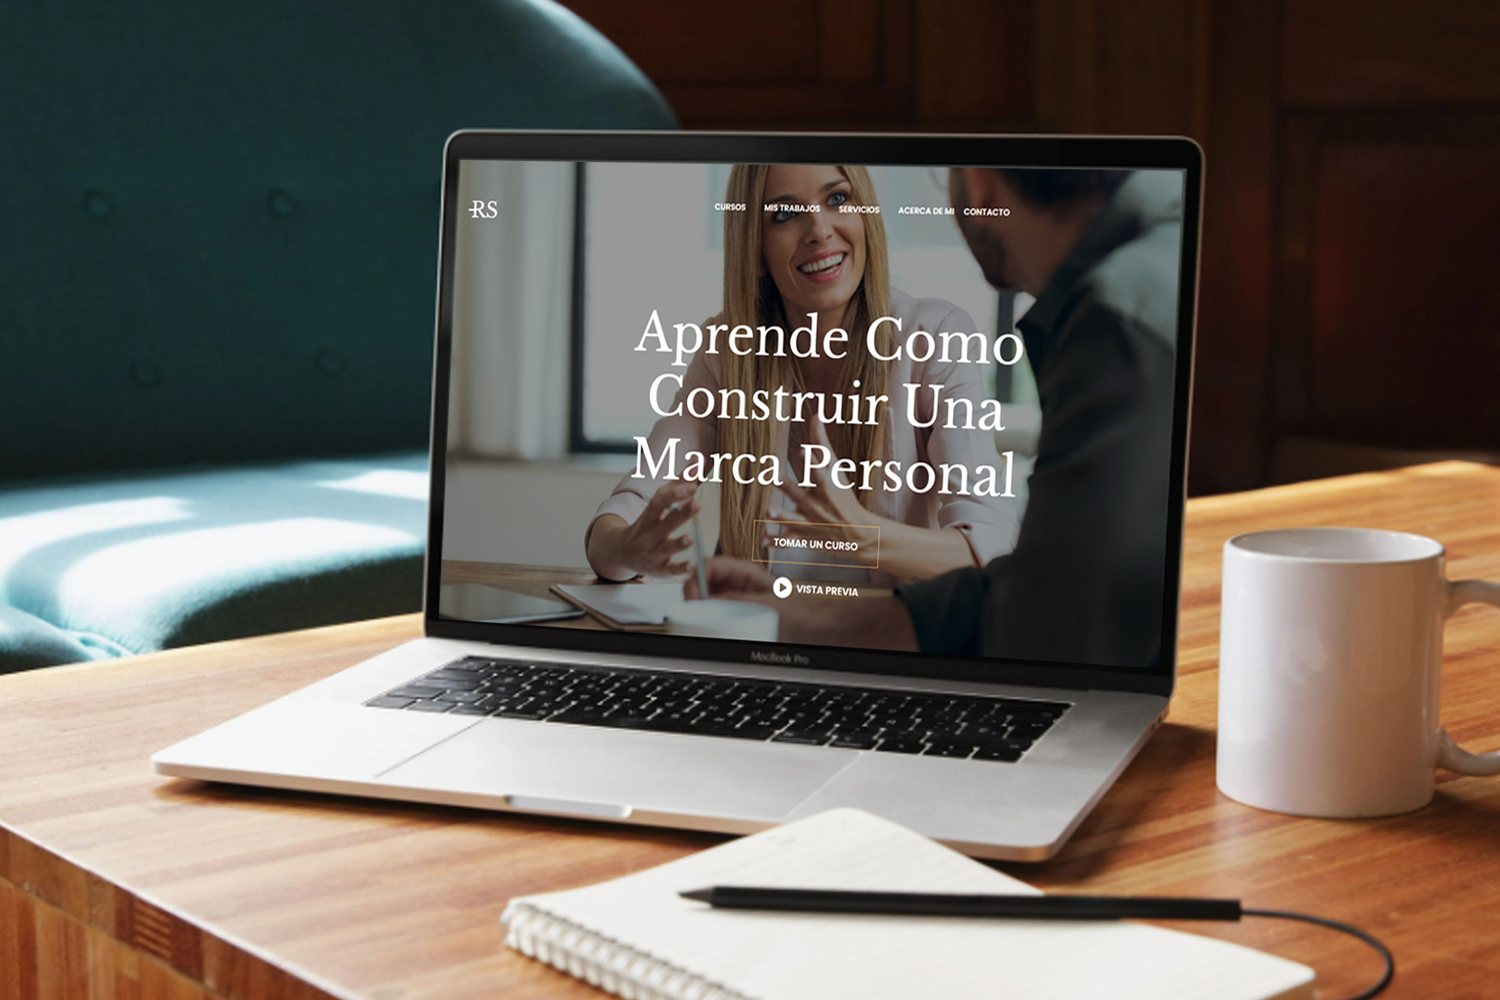 RS
CURSOS MIS TRABAJOS SERVICIOS ACERCA DE MI CONTACTO
Aprende Como
Construir Una
Marca Personal
TOMAR UN CURSO
VISTA PREVIA
MacBook Pro